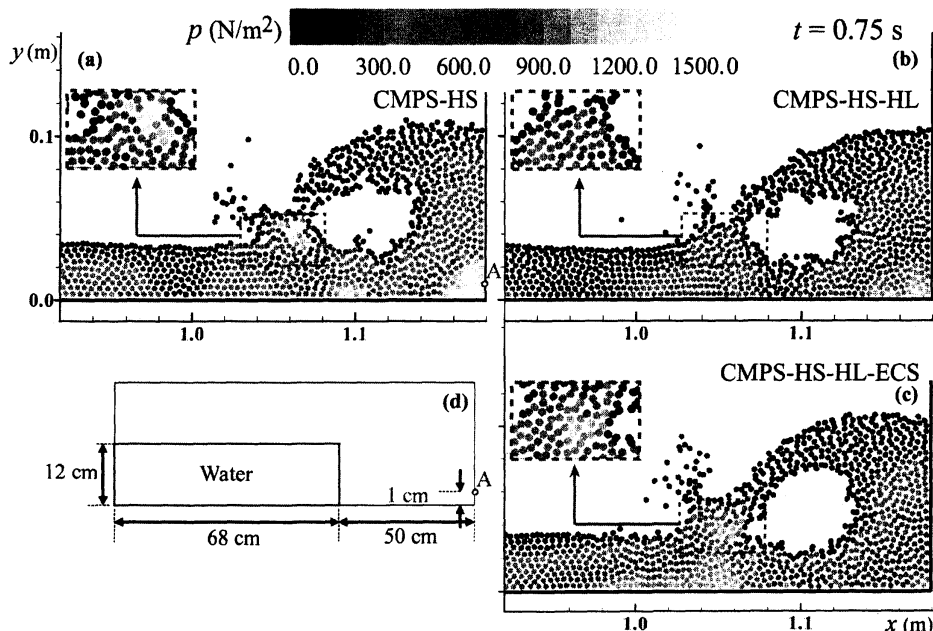 p (N/m²)
t = 0.75 s
0.0 300.0 600.0 900.0 1200.0 1500.0
y (m)
(a)
CMPS-HS
0.1
0.0
A
1.0
1.1
(b)
CMPS-HS-HL
1.0
1.1
(d)
12 cm
Water
1 cm
A
68 cm
50 cm
CMPS-HS-HL-ECS
(c)
1.0
1.1
x (m)